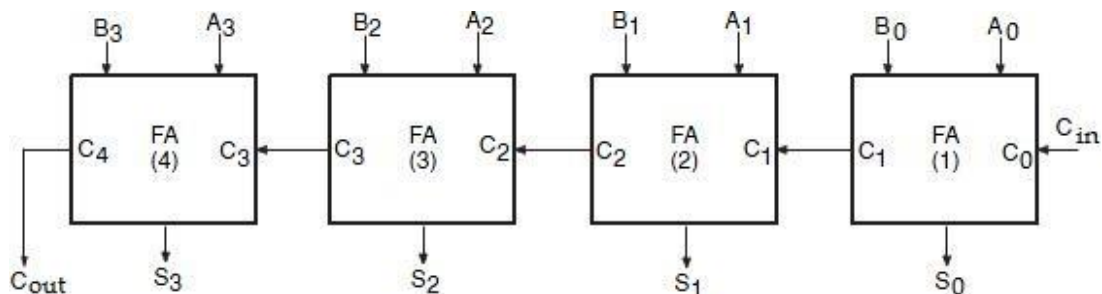 B3 A3 B2 A2 B1 A1 B0 A0
FA FA FA FA
C4 (4) C3 C3 (3) C2 C2 (2) C1 C1 (1) C0 Cin
Cout S3 S2 S1 S0